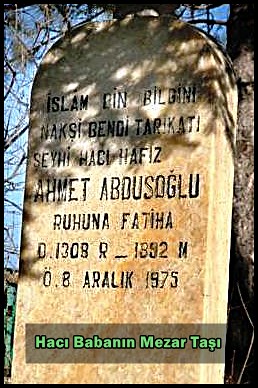 İSLAM DİN BİLGİNİ
NAKŞİ BENDİ TARİKATI
ŞEYHİ HACI HAFIZ
AHMET ABDUSOĞLU
RUHUNA FATİHA
D. 1308 R _ 1892 M
Ö. 8 ARALIK 1975
Hacı Babanın Mezar Taşı